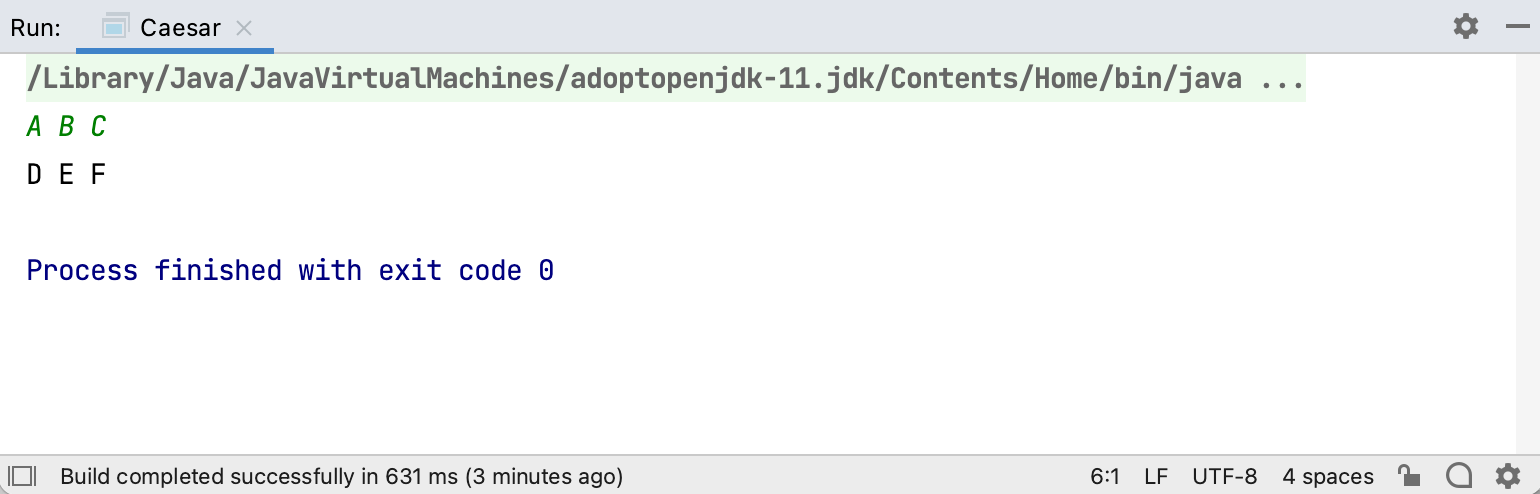 Run: Caesar
/Library/Java/JavaVirtualMachines/adoptopenjdk-11.jdk/Contents/Home/bin/java ...
A B C
D E F
Process finished with exit code 0
Build completed successfully in 631 ms (3 minutes ago) 6:1 LF UTF-8 4 spaces